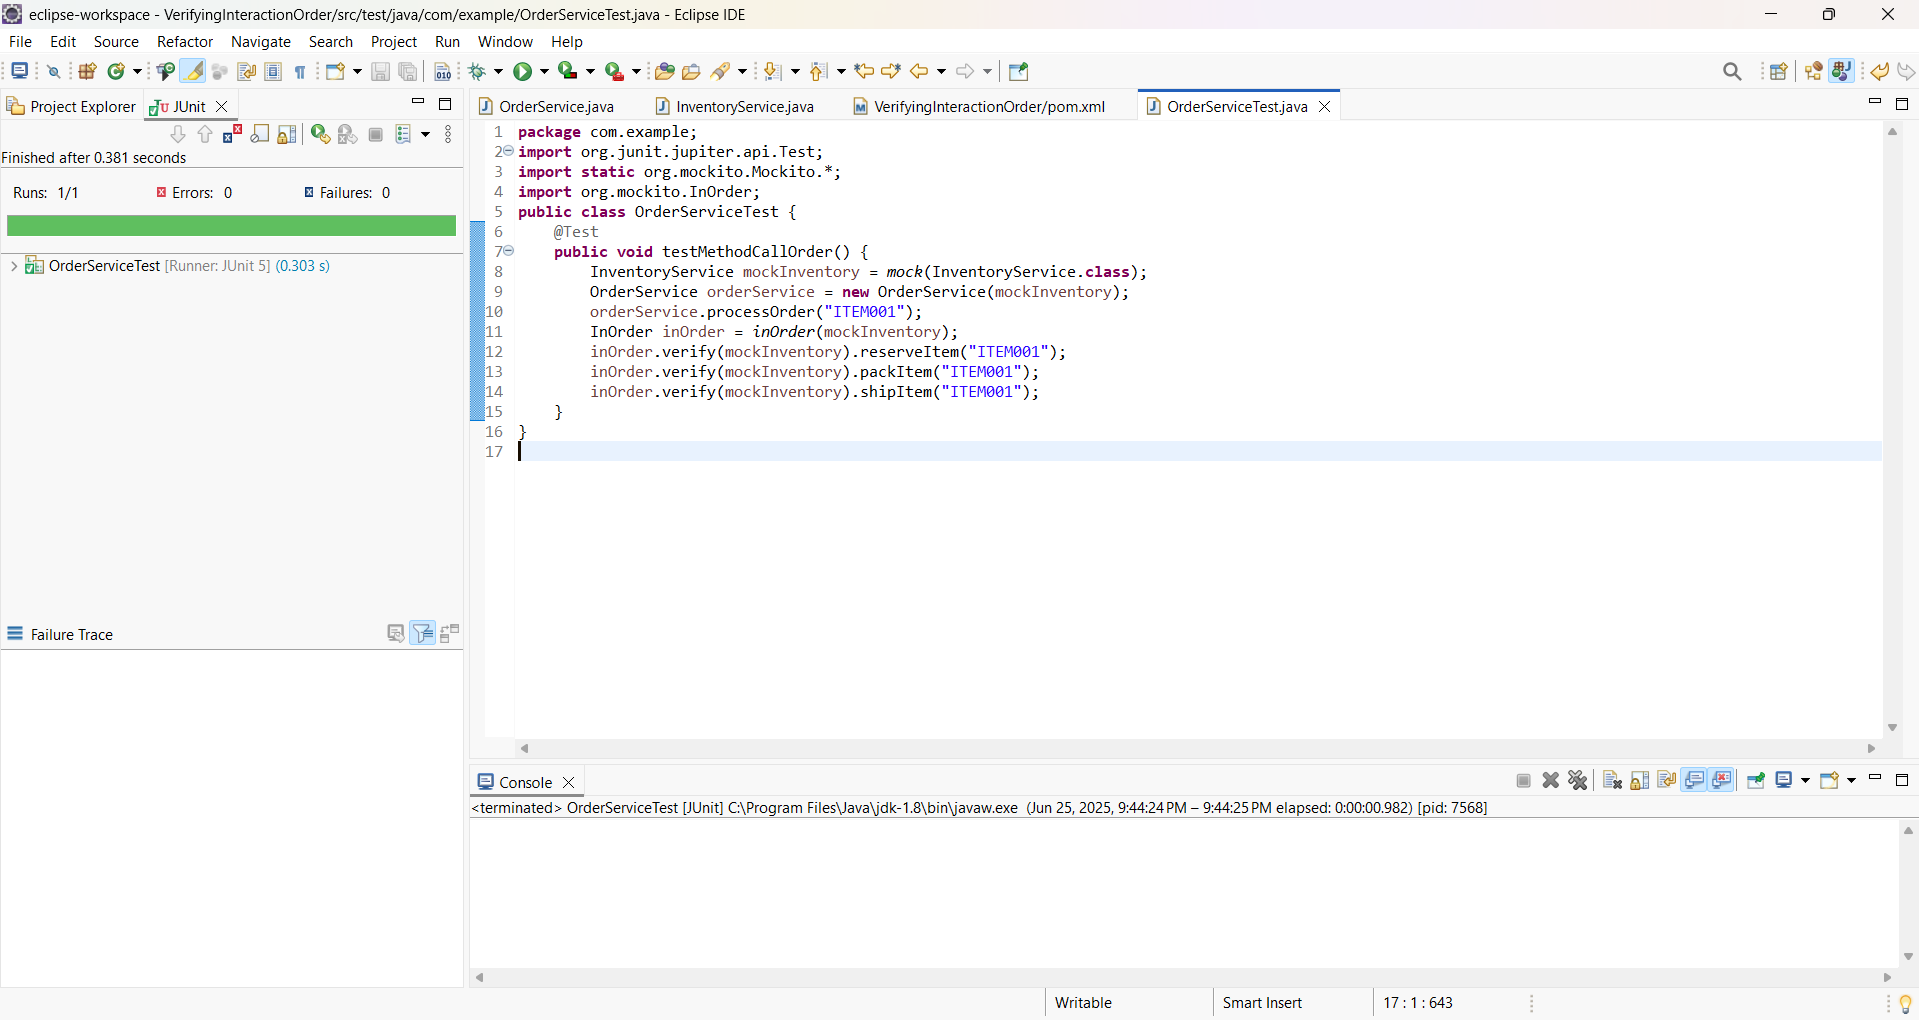 eclipse-workspace - VerifyingInteractionOrder/src/test/java/com/example/OrderServiceTest.java - Eclipse IDE
File Edit Source Refactor Navigate Search Project Run Window Help
Project Explorer JUnit
Finished after 0.381 seconds
Runs: 1/1 Errors: 0 Failures: 0
OrderServiceTest [Runner: JUnit 5] (0.303 s)
Failure Trace
OrderService.java InventoryService.java VerifyingInteractionOrder/pom.xml OrderServiceTest.java
1 package com.example;
2 import org.junit.jupiter.api.Test;
3 import static org.mockito.Mockito.*;
4 import org.mockito.InOrder;
5 public class OrderServiceTest {
6 @Test
7 public void testMethodCallOrder() {
8 InventoryService mockInventory = mock(InventoryService.class);
9 OrderService orderService = new OrderService(mockInventory);
10 orderService.processOrder("ITEM001");
11 InOrder inOrder = inOrder(mockInventory);
12 inOrder.verify(mockInventory).reserveItem("ITEM001");
13 inOrder.verify(mockInventory).packItem("ITEM001");
14 inOrder.verify(mockInventory).shipItem("ITEM001");
15 }
16 }
17
Console
<terminated> OrderServiceTest [JUnit] C:\Program Files\Java\jdk-1.8\bin\javaw.exe (Jun 25, 2025, 9:44:24 PM – 9:44:25 PM elapsed: 0:00:00.982) [pid: 7568]
Writable Smart Insert 17 : 1 : 643